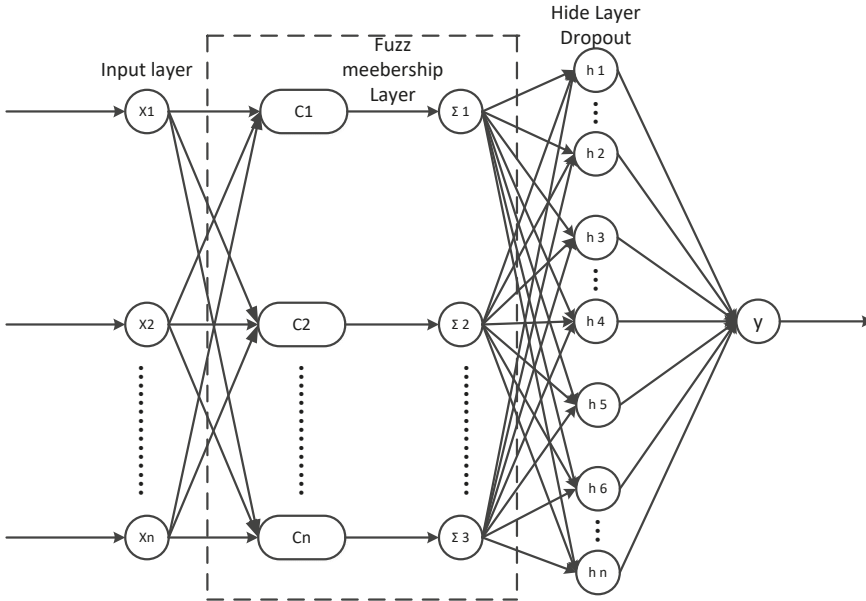 Hide Layer
Dropout
Fuzz
meebership
Layer
Input layer
h 1
X1
C1
Σ 1
h 2
h 3
X2
C2
Σ 2
h 4
y
h 5
h 6
Xn
Cn
Σ 3
h n